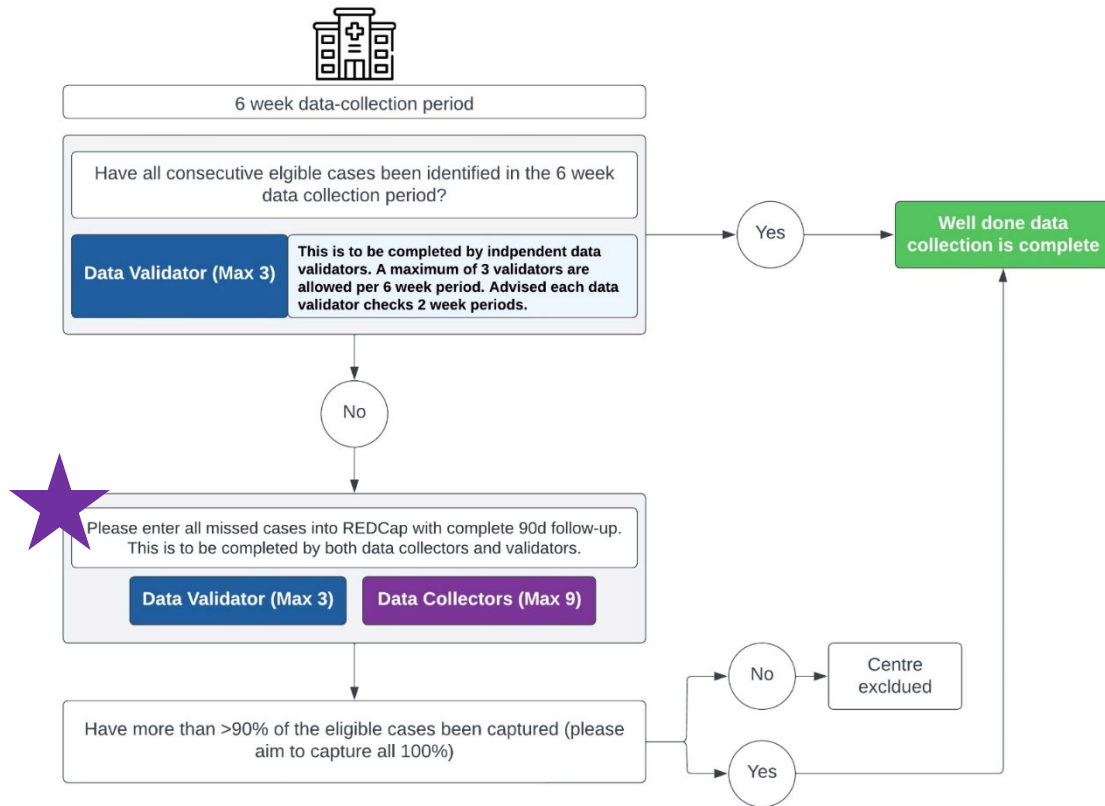 6 week data-collection period
Have all consecutive elgible cases been identified in the 6 week
data collection period?
Data Validator (Max 3)
This is to be completed by indpendent data
validators. A maximum of 3 validators are
allowed per 6 week period. Advised each data
validator checks 2 week periods.
Yes
Well done data
collection is complete
No
Please enter all missed cases into REDCap with complete 90d follow-up.
This is to be completed by both data collectors and validators.
Data Validator (Max 3)
Data Collectors (Max 9)
No
Centre
excldued
Have more than >90% of the eligible cases been captured (please
aim to capture all 100%)
Yes